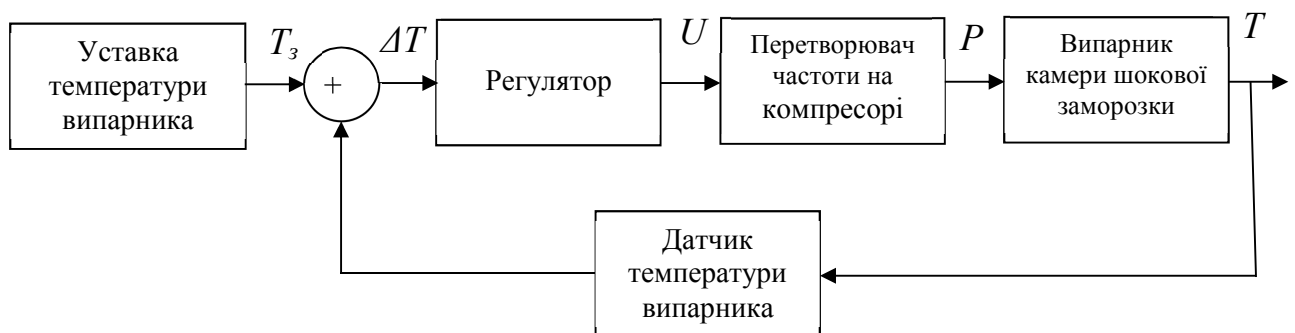 Уставка
температури
випарника
Tз
+
ΔT
Регулятор
U
Перетворювач
частоти на
компресорі
P
Випарник
камери шокової
заморозки
T
Датчик
температури
випарника